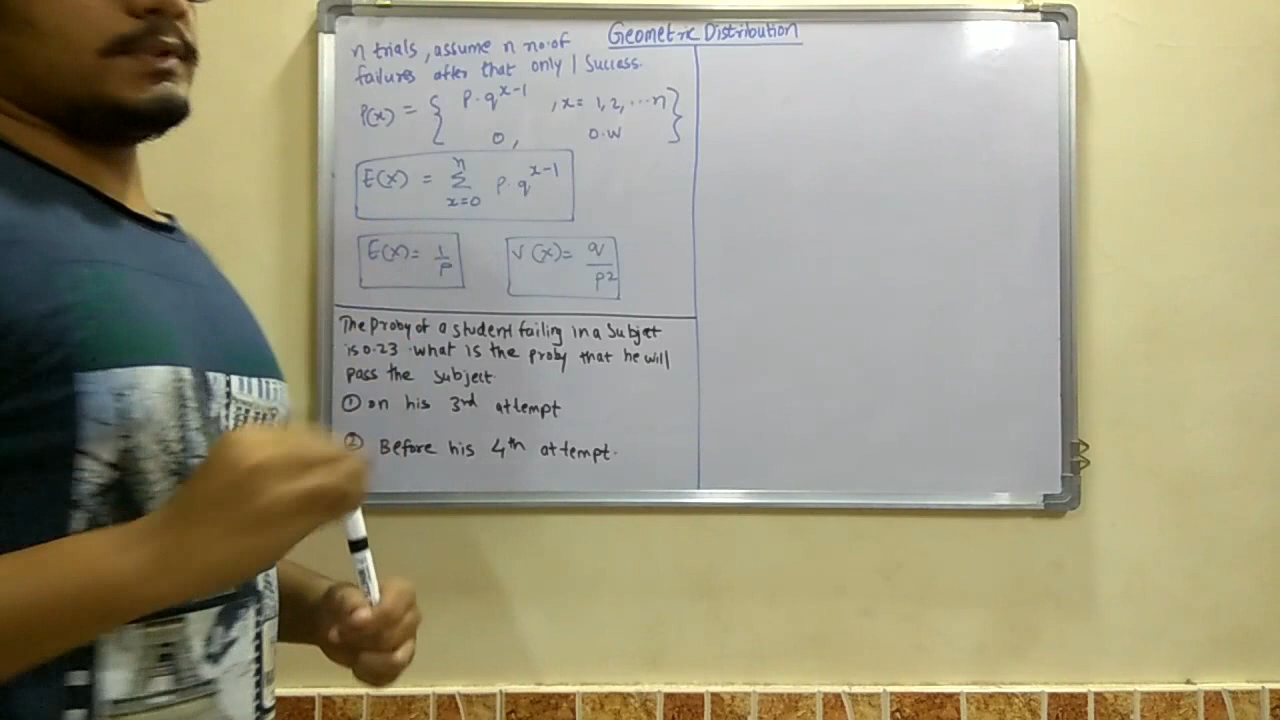 Geometric Distribution
n trials, assume n no.of
failures after that only 1 Success.
P(x) = { p.q^x-1 , x = 1, 2, ...n }
0, 0.W
E(x) = n Σ x=0 p.q^x-1
E(x) = 1/p V(x) = q/p2
The Proby of a student failing in a Subject
is 0.23 .what is the proby that he will
pass the subject.
① on his 3rd attempt
② Before his 4th attempt.